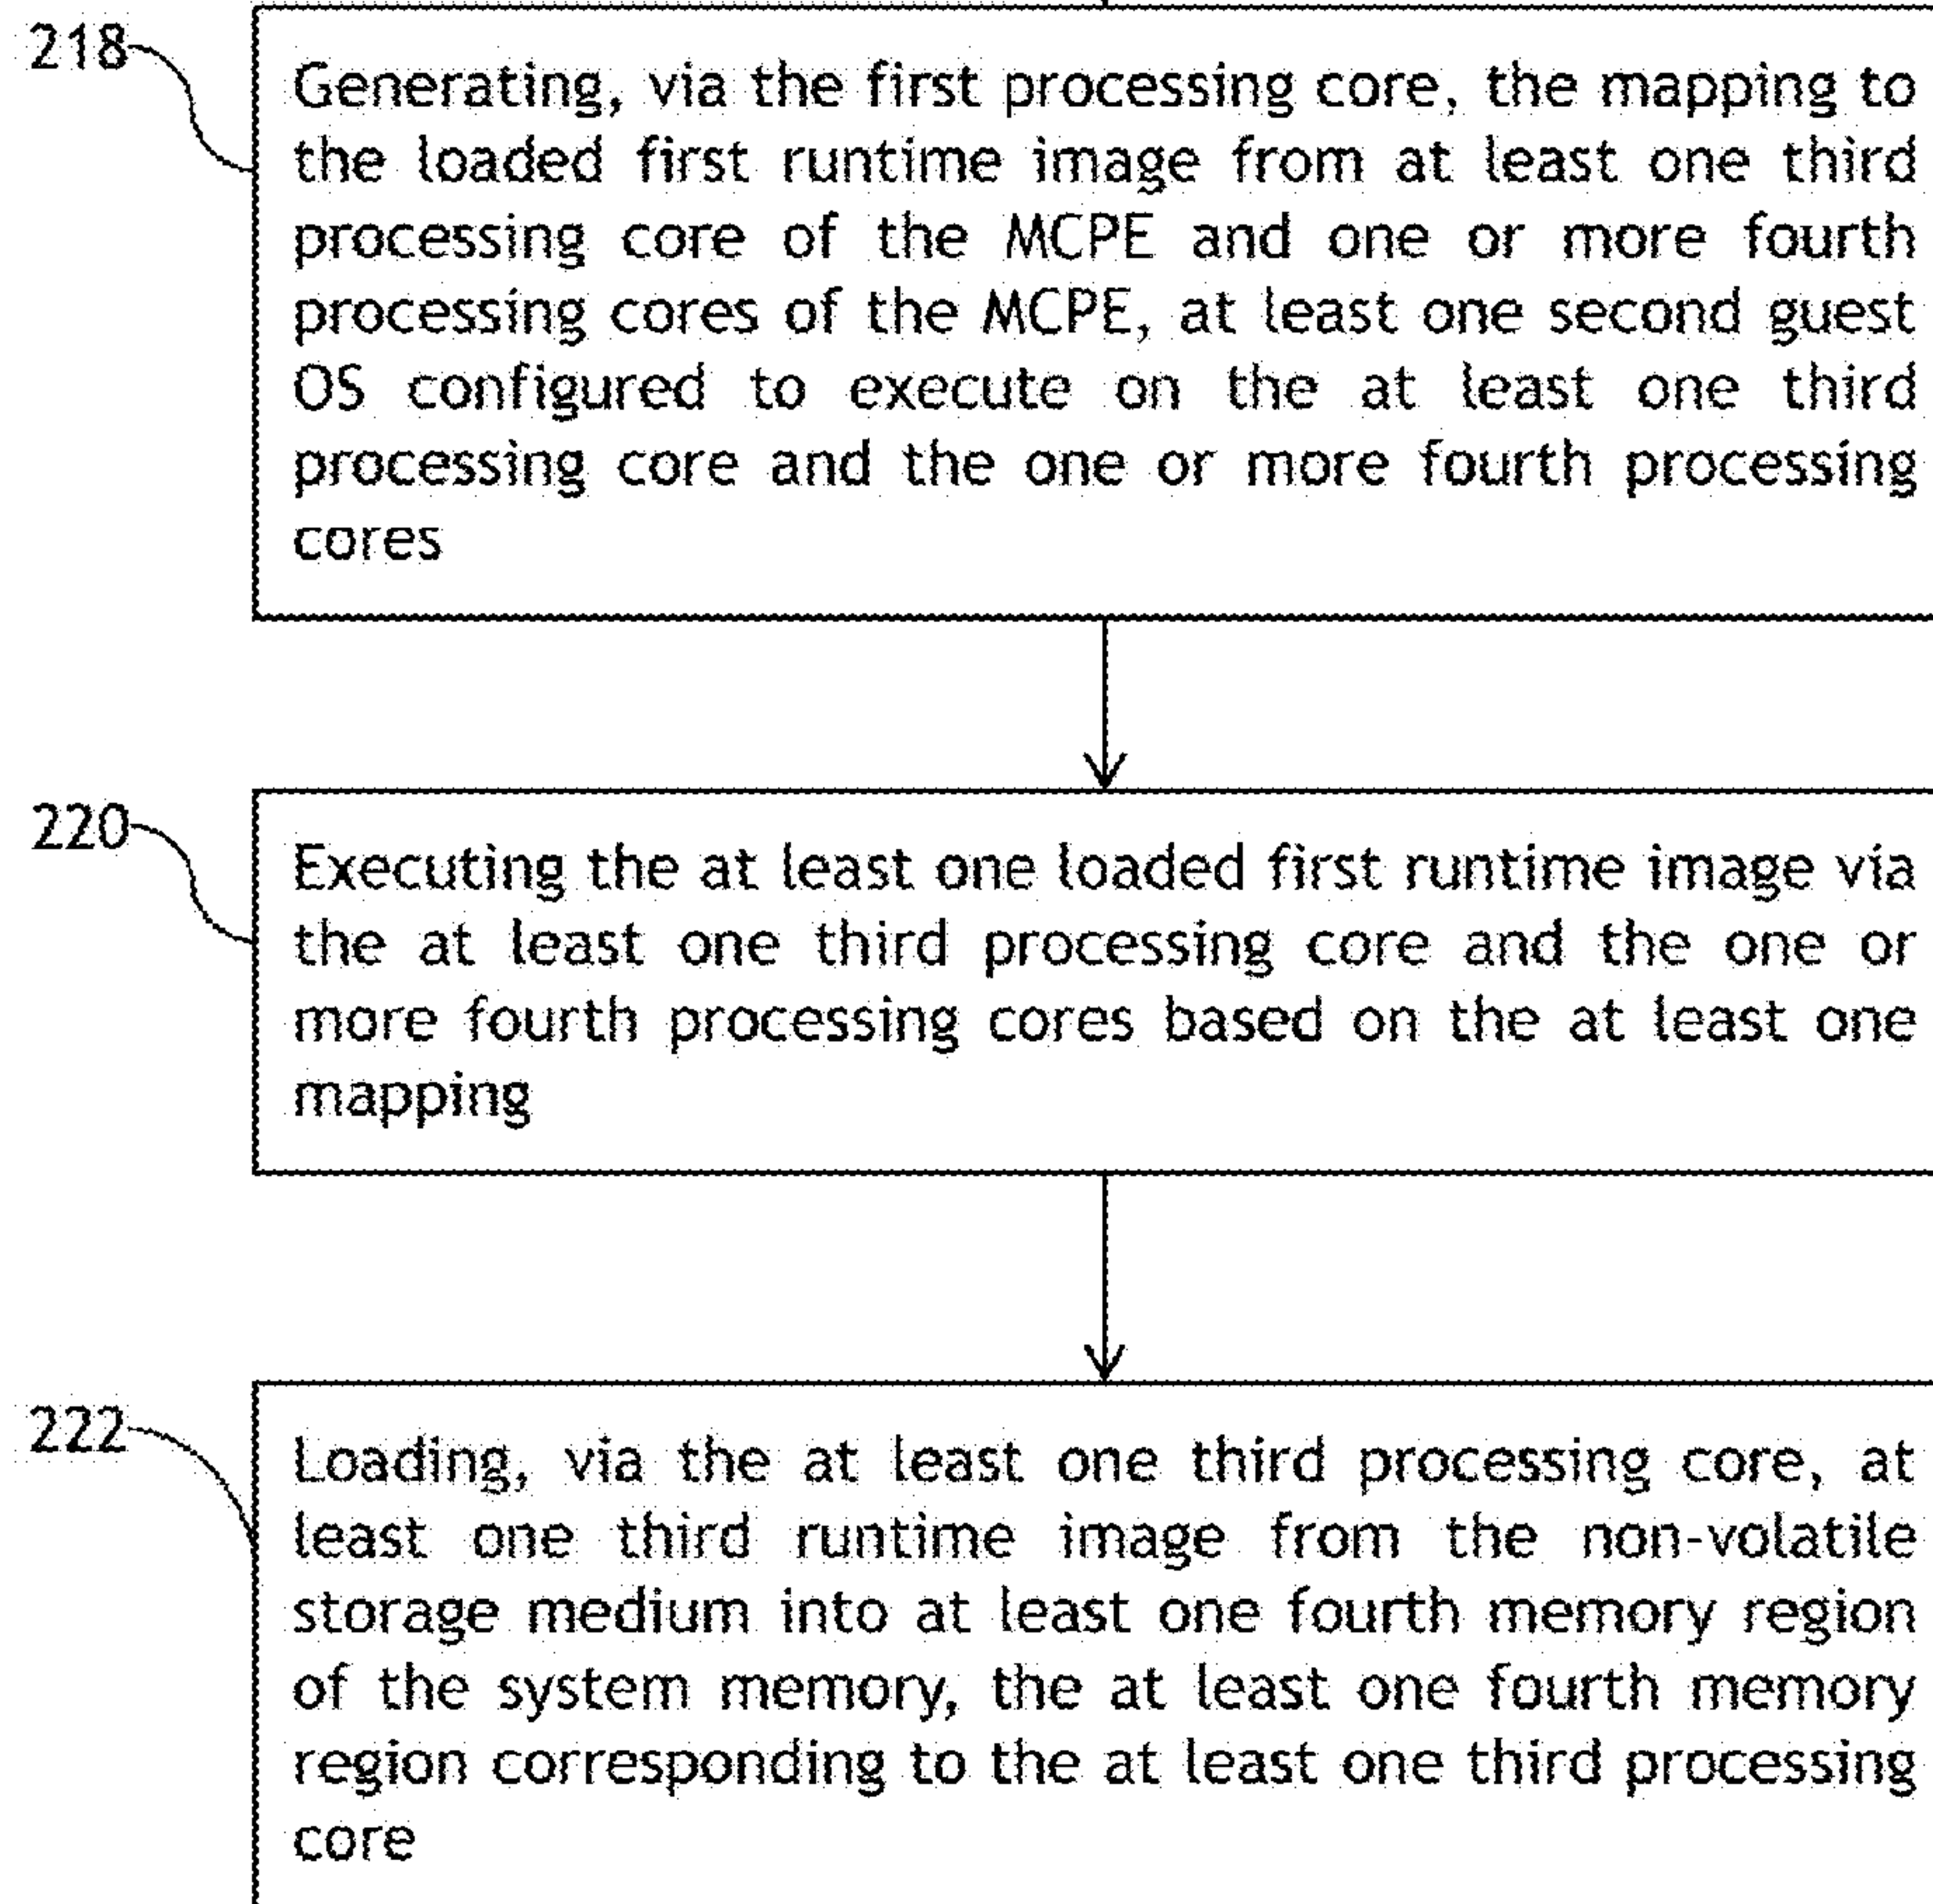 218
Generating, via the first processing core, the mapping to
the loaded first runtime image from at least one third
processing core of the MCPE and one or more fourth
processing cores of the MCPE, at least one second guest
OS configured to execute on the at least one third
processing core and the one or more fourth processing
cores
220
Executing the at least one loaded first runtime image via
the at least one third processing core and the one or
more fourth processing cores based on the at least one
mapping
222
Loading, via the at least one third processing core, at
least one third runtime image from the non-volatile
storage medium into at least one fourth memory region
of the system memory, the at least one fourth memory
region corresponding to the at least one third processing
core